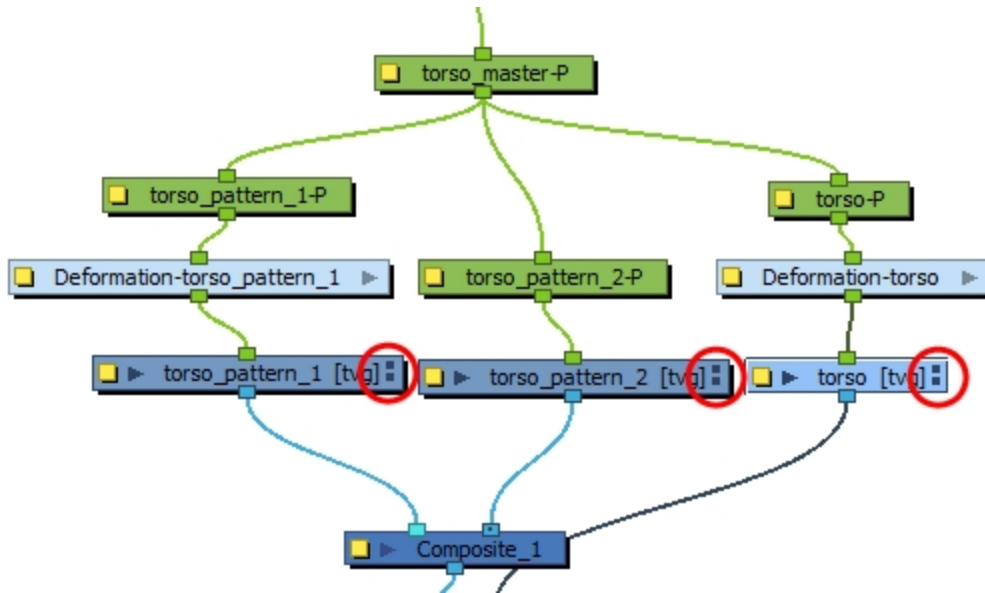 torso_master-P
torso_pattern_1-P
torso-P
Deformation-torso_pattern_1
torso_pattern_2-P
Deformation-torso
torso_pattern_1 [tvg]
torso_pattern_2 [tvg]
torso [tvg]
Composite_1